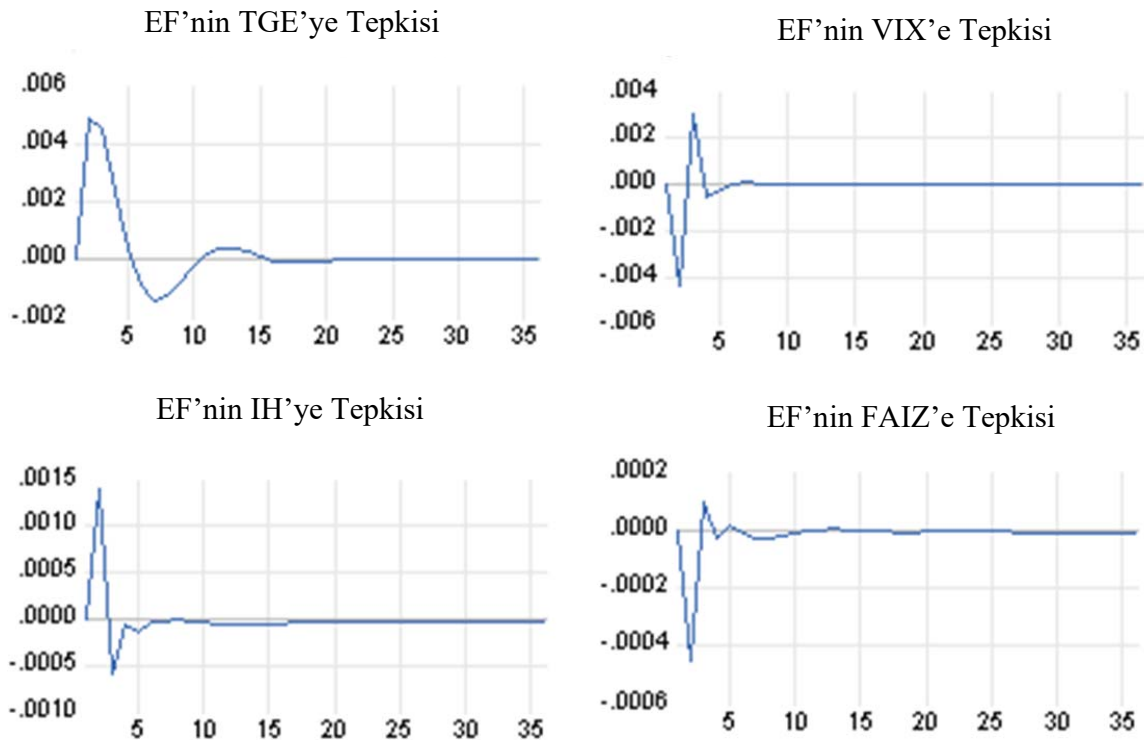 EF’nin TGE’ye Tepkisi
.006
.004
.002
.000
-.002
5 10 15 20 25 30 35
EF’nin VIX’e Tepkisi
.004
.002
.000
-.002
-.004
-.006
5 10 15 20 25 30 35
EF’nin IH’ye Tepkisi
.0015
.0010
.0005
.0000
-.0005
-.0010
5 10 15 20 25 30 35
EF’nin FAIZ’e Tepkisi
.0002
.0000
-.0002
-.0004
-.0006
5 10 15 20 25 30 35